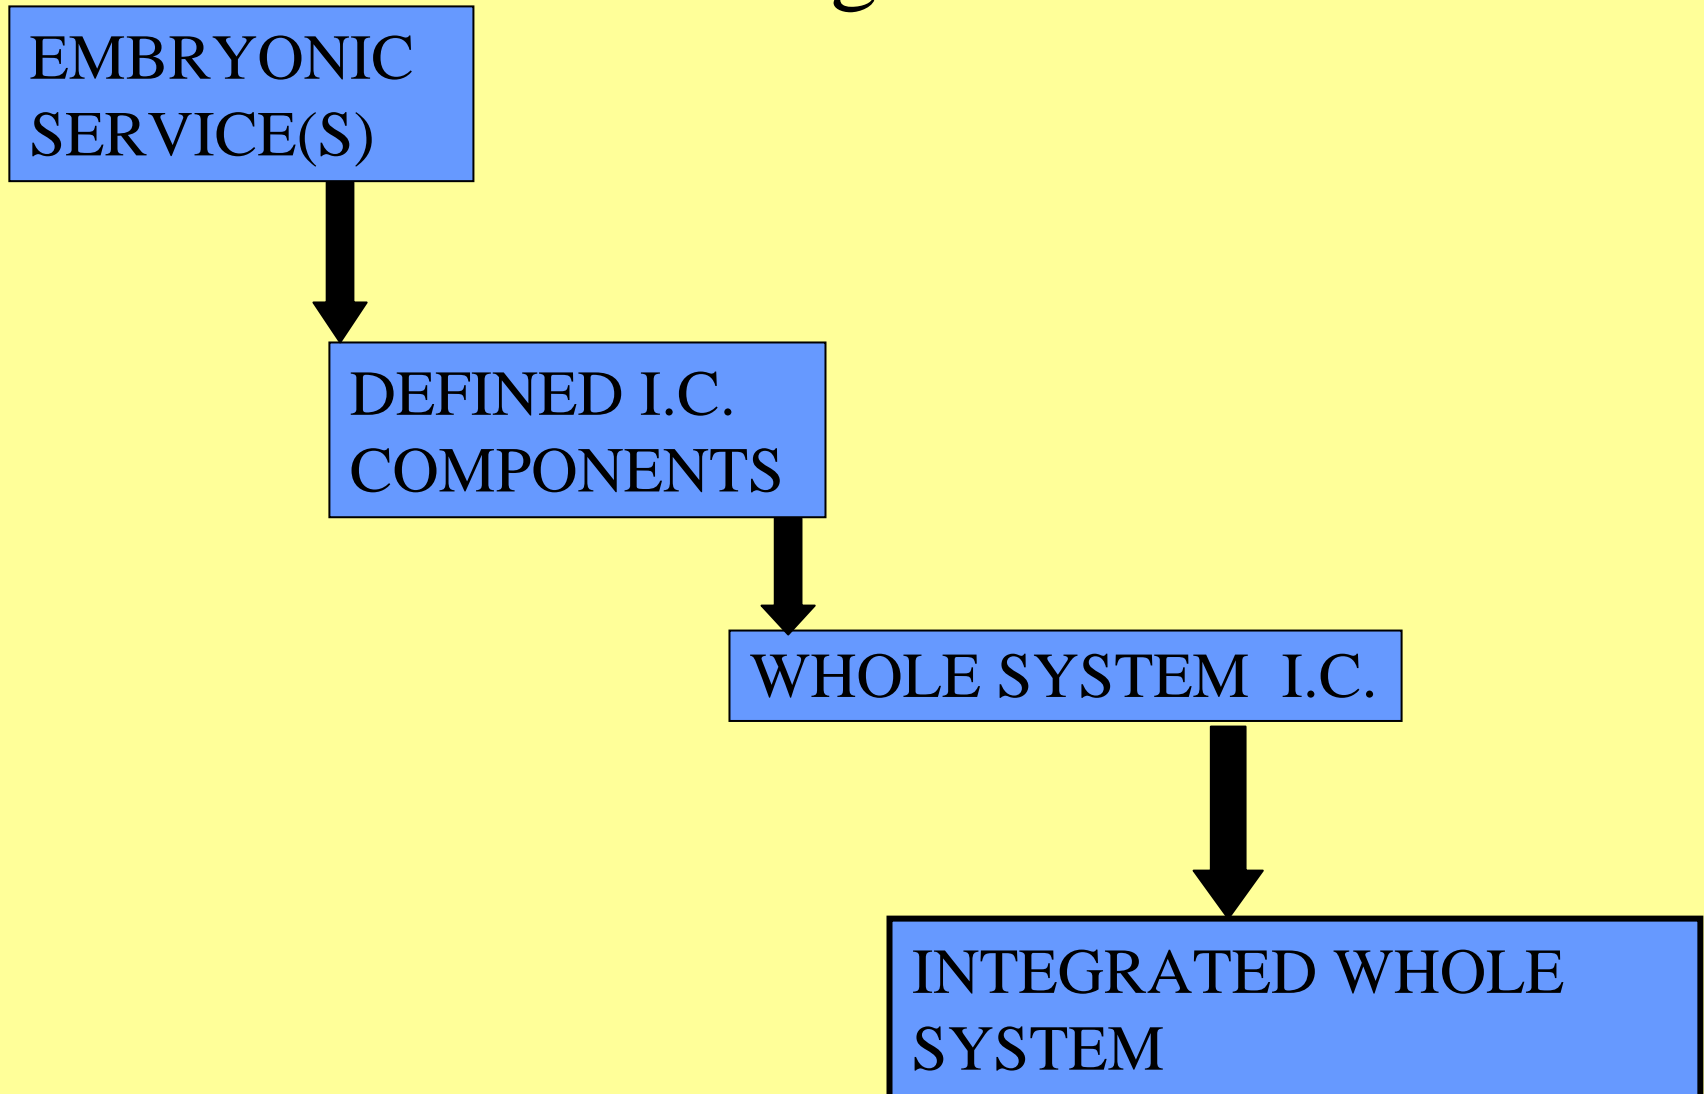 EMBRYONIC
SERVICE(S)
DEFINED I.C.
COMPONENTS
WHOLE SYSTEM I.C.
INTEGRATED WHOLE
SYSTEM